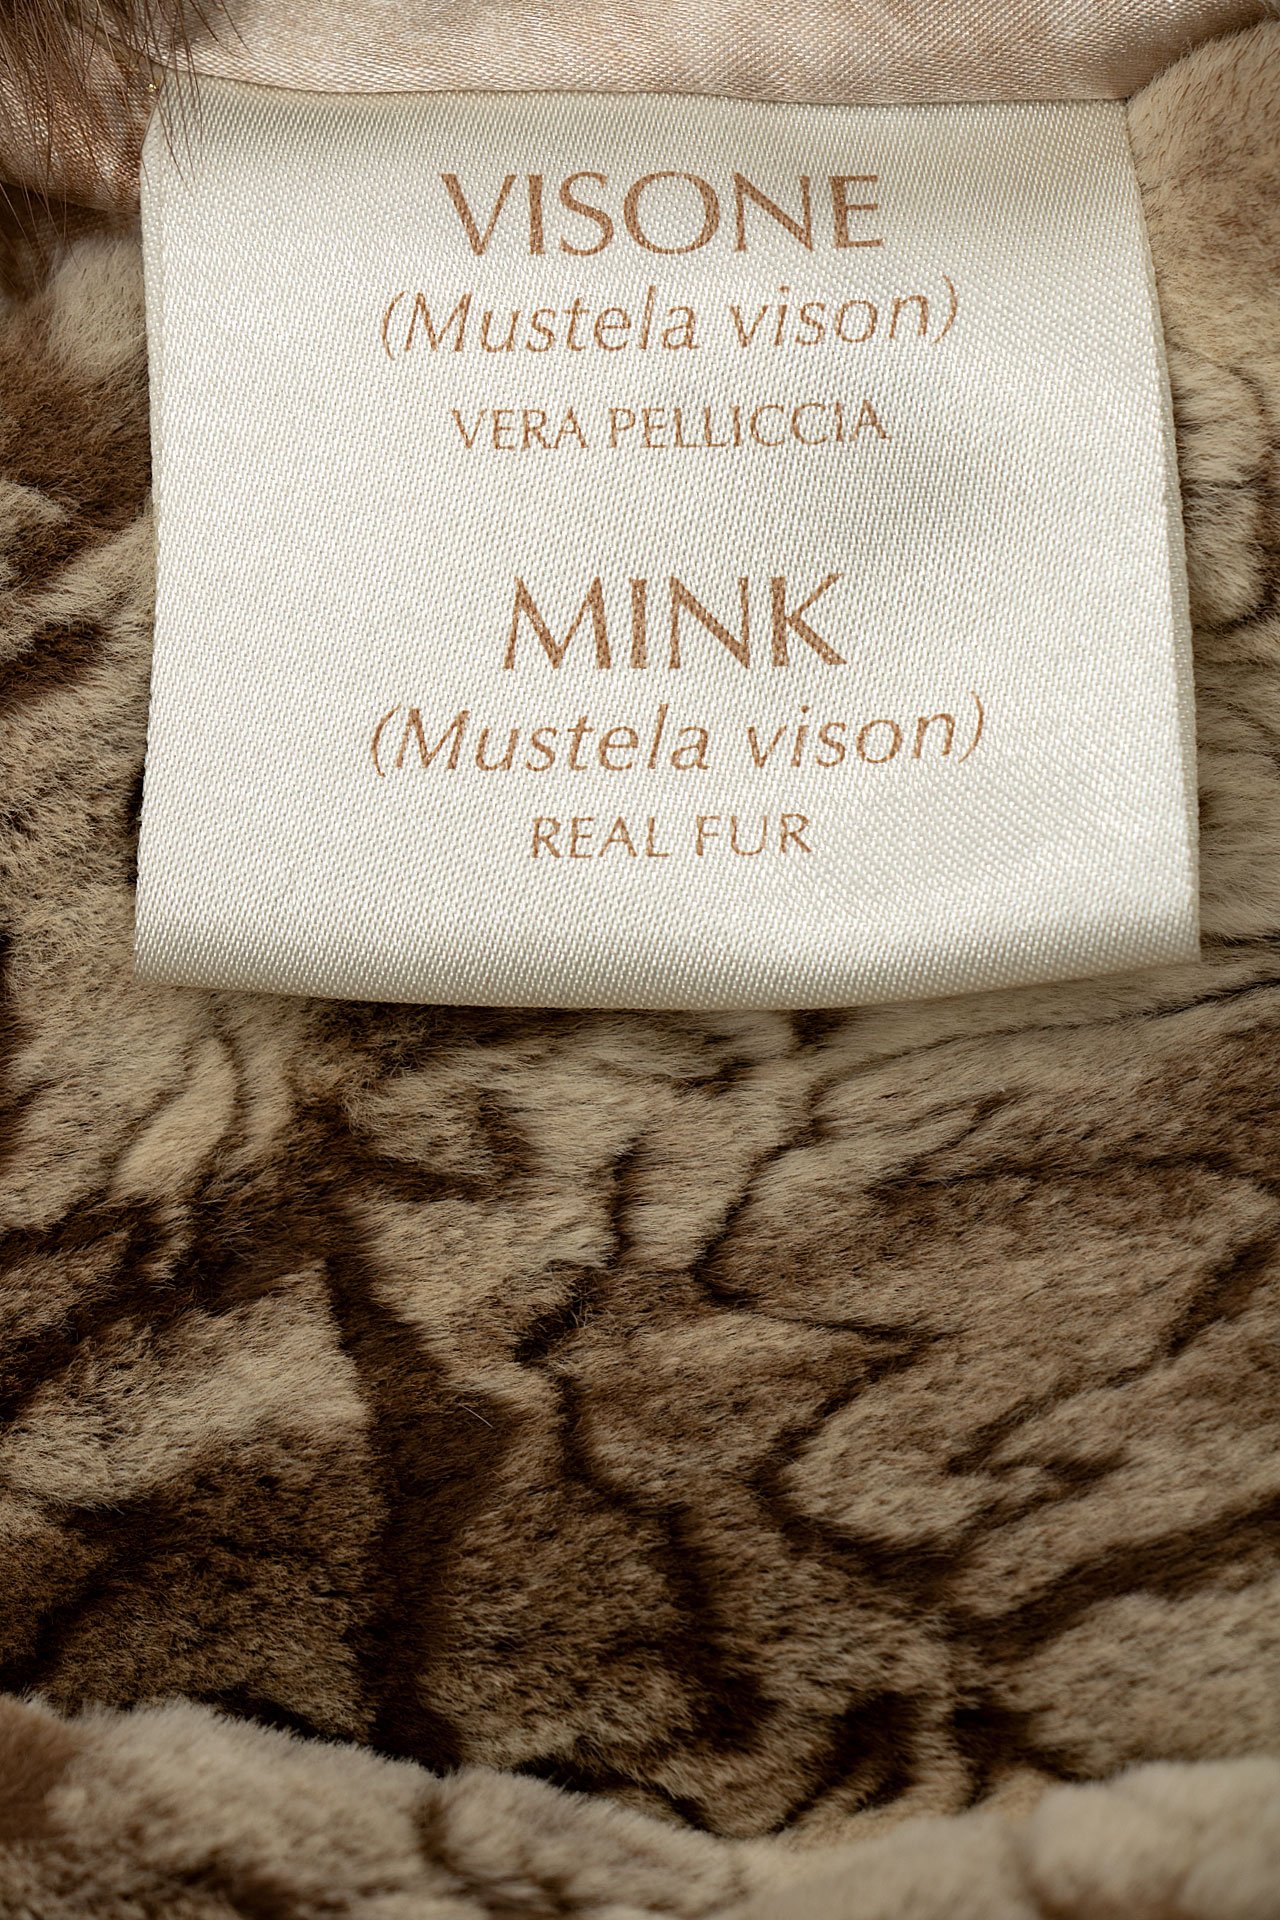 VISONE
(Mustela vison)
VERA PELLICCIA
MINK
(Mustela vison)
REAL FUR